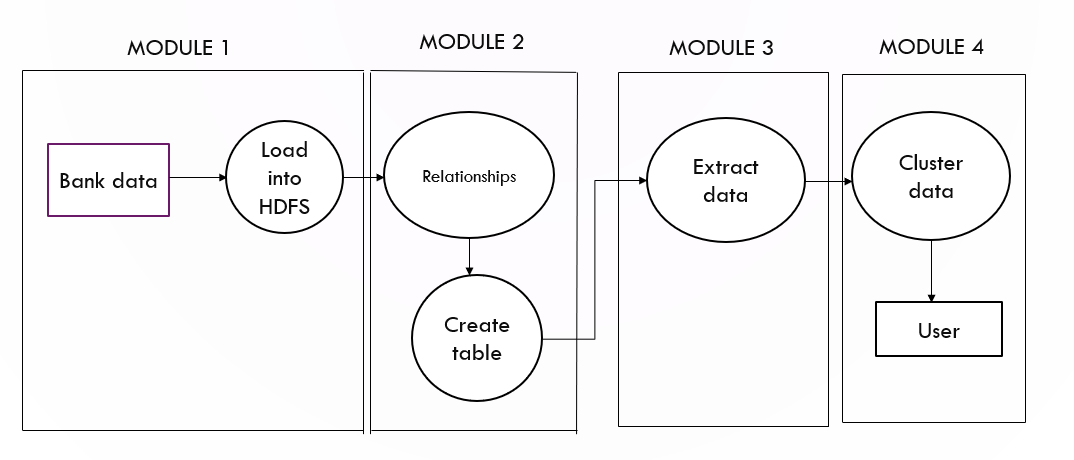 MODULE 1
MODULE 2
MODULE 3
MODULE 4
Bank data
Load
into
HDFS
Relationships
Create
table
Extract
data
Cluster
data
User